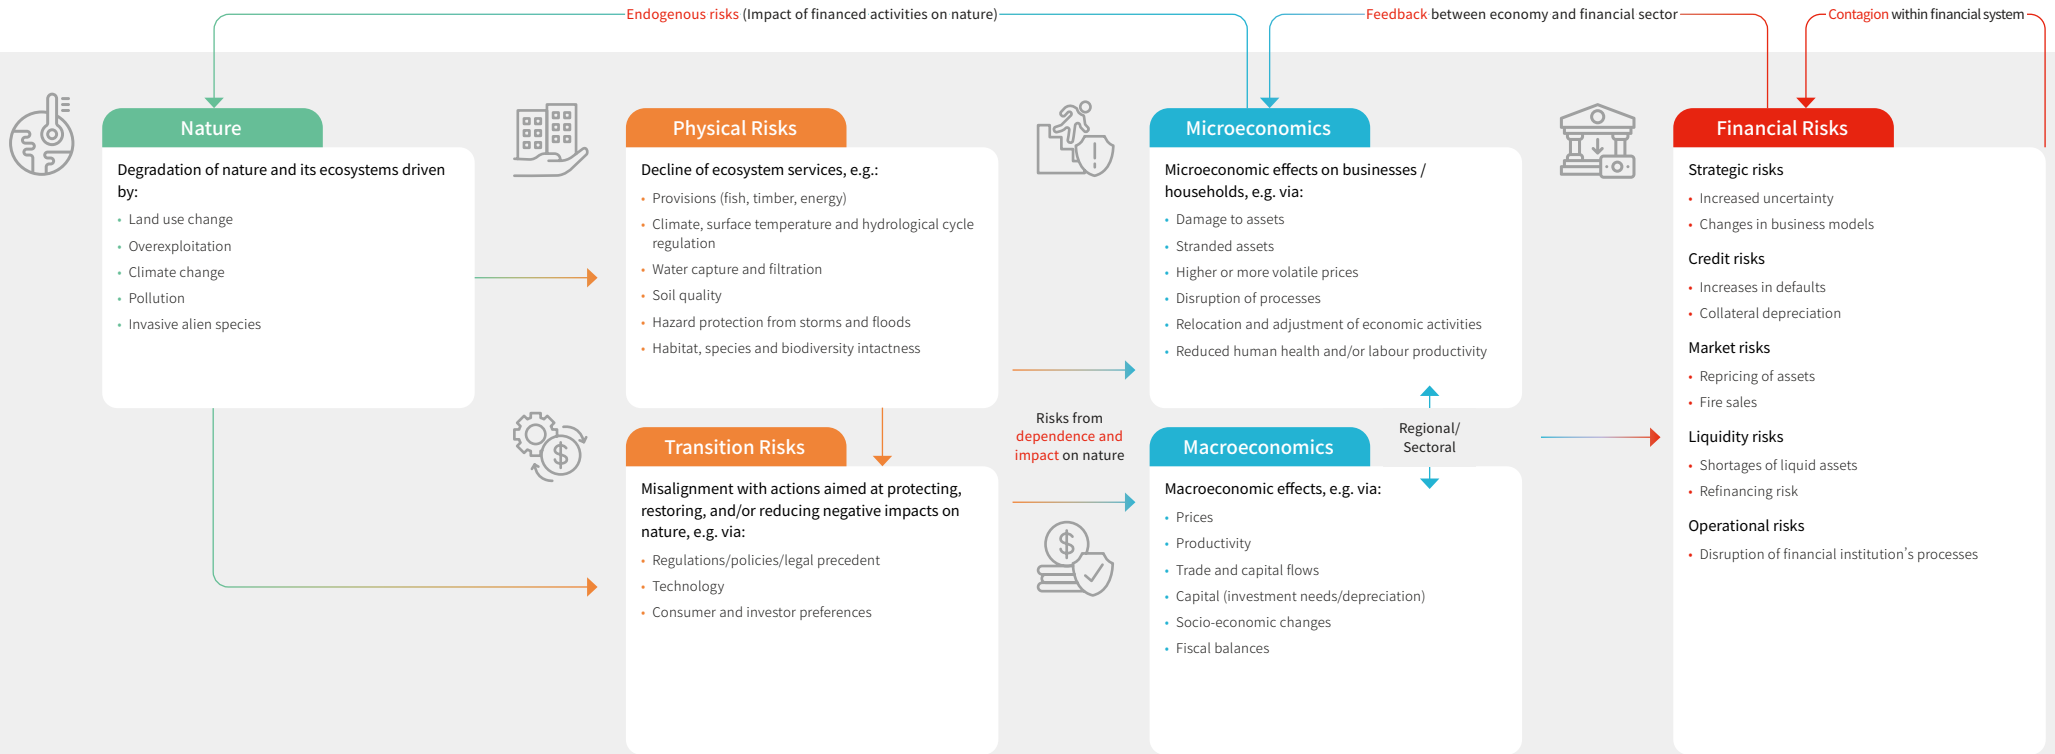 Endogenous risks (Impact of financed activities on nature)
Feedback between economy and financial sector
Contagion within financial system
Nature
Degradation of nature and its ecosystems driven
by:
• Land use change
• Overexploitation
• Climate change
• Pollution
• Invasive alien species
Physical Risks
Decline of ecosystem services, e.g.:
• Provisions (fish, timber, energy)
• Climate, surface temperature and hydrological cycle
regulation
• Water capture and filtration
• Soil quality
• Hazard protection from storms and floods
• Habitat, species and biodiversity intactness
Transition Risks
Misalignment with actions aimed at protecting,
restoring, and/or reducing negative impacts on
nature, e.g. via:
• Regulations/policies/legal precedent
• Technology
• Consumer and investor preferences
Risks from
dependence and
impact on nature
Microeconomics
Microeconomic effects on businesses /
households, e.g. via:
• Damage to assets
• Stranded assets
• Higher or more volatile prices
• Disruption of processes
• Relocation and adjustment of economic activities
• Reduced human health and/or labour productivity
Regional/
Sectoral
Macroeconomics
Macroeconomic effects, e.g. via:
• Prices
• Productivity
• Trade and capital flows
• Capital (investment needs/depreciation)
• Socio-economic changes
• Fiscal balances
Financial Risks
Strategic risks
• Increased uncertainty
• Changes in business models
Credit risks
• Increases in defaults
• Collateral depreciation
Market risks
• Repricing of assets
• Fire sales
Liquidity risks
• Shortages of liquid assets
• Refinancing risk
Operational risks
• Disruption of financial institution's processes